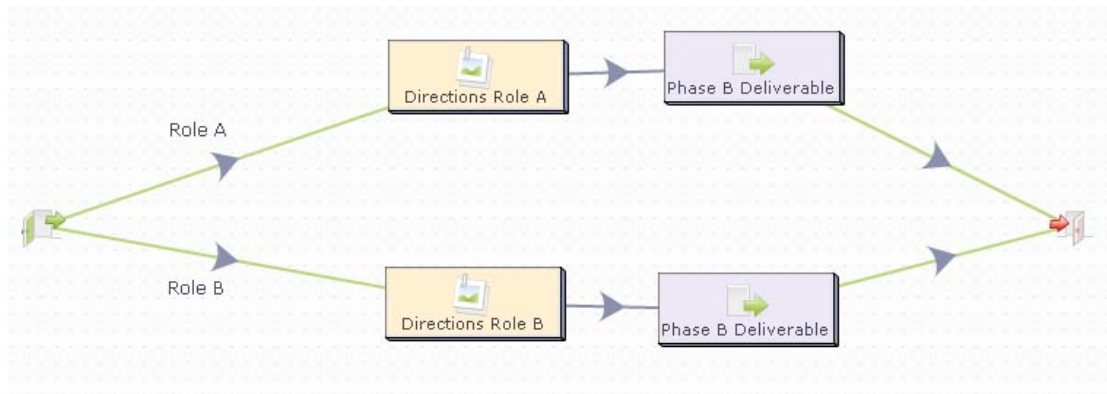 Directions Role A
Phase B Deliverable
Role A
Role B
Directions Role B
Phase B Deliverable